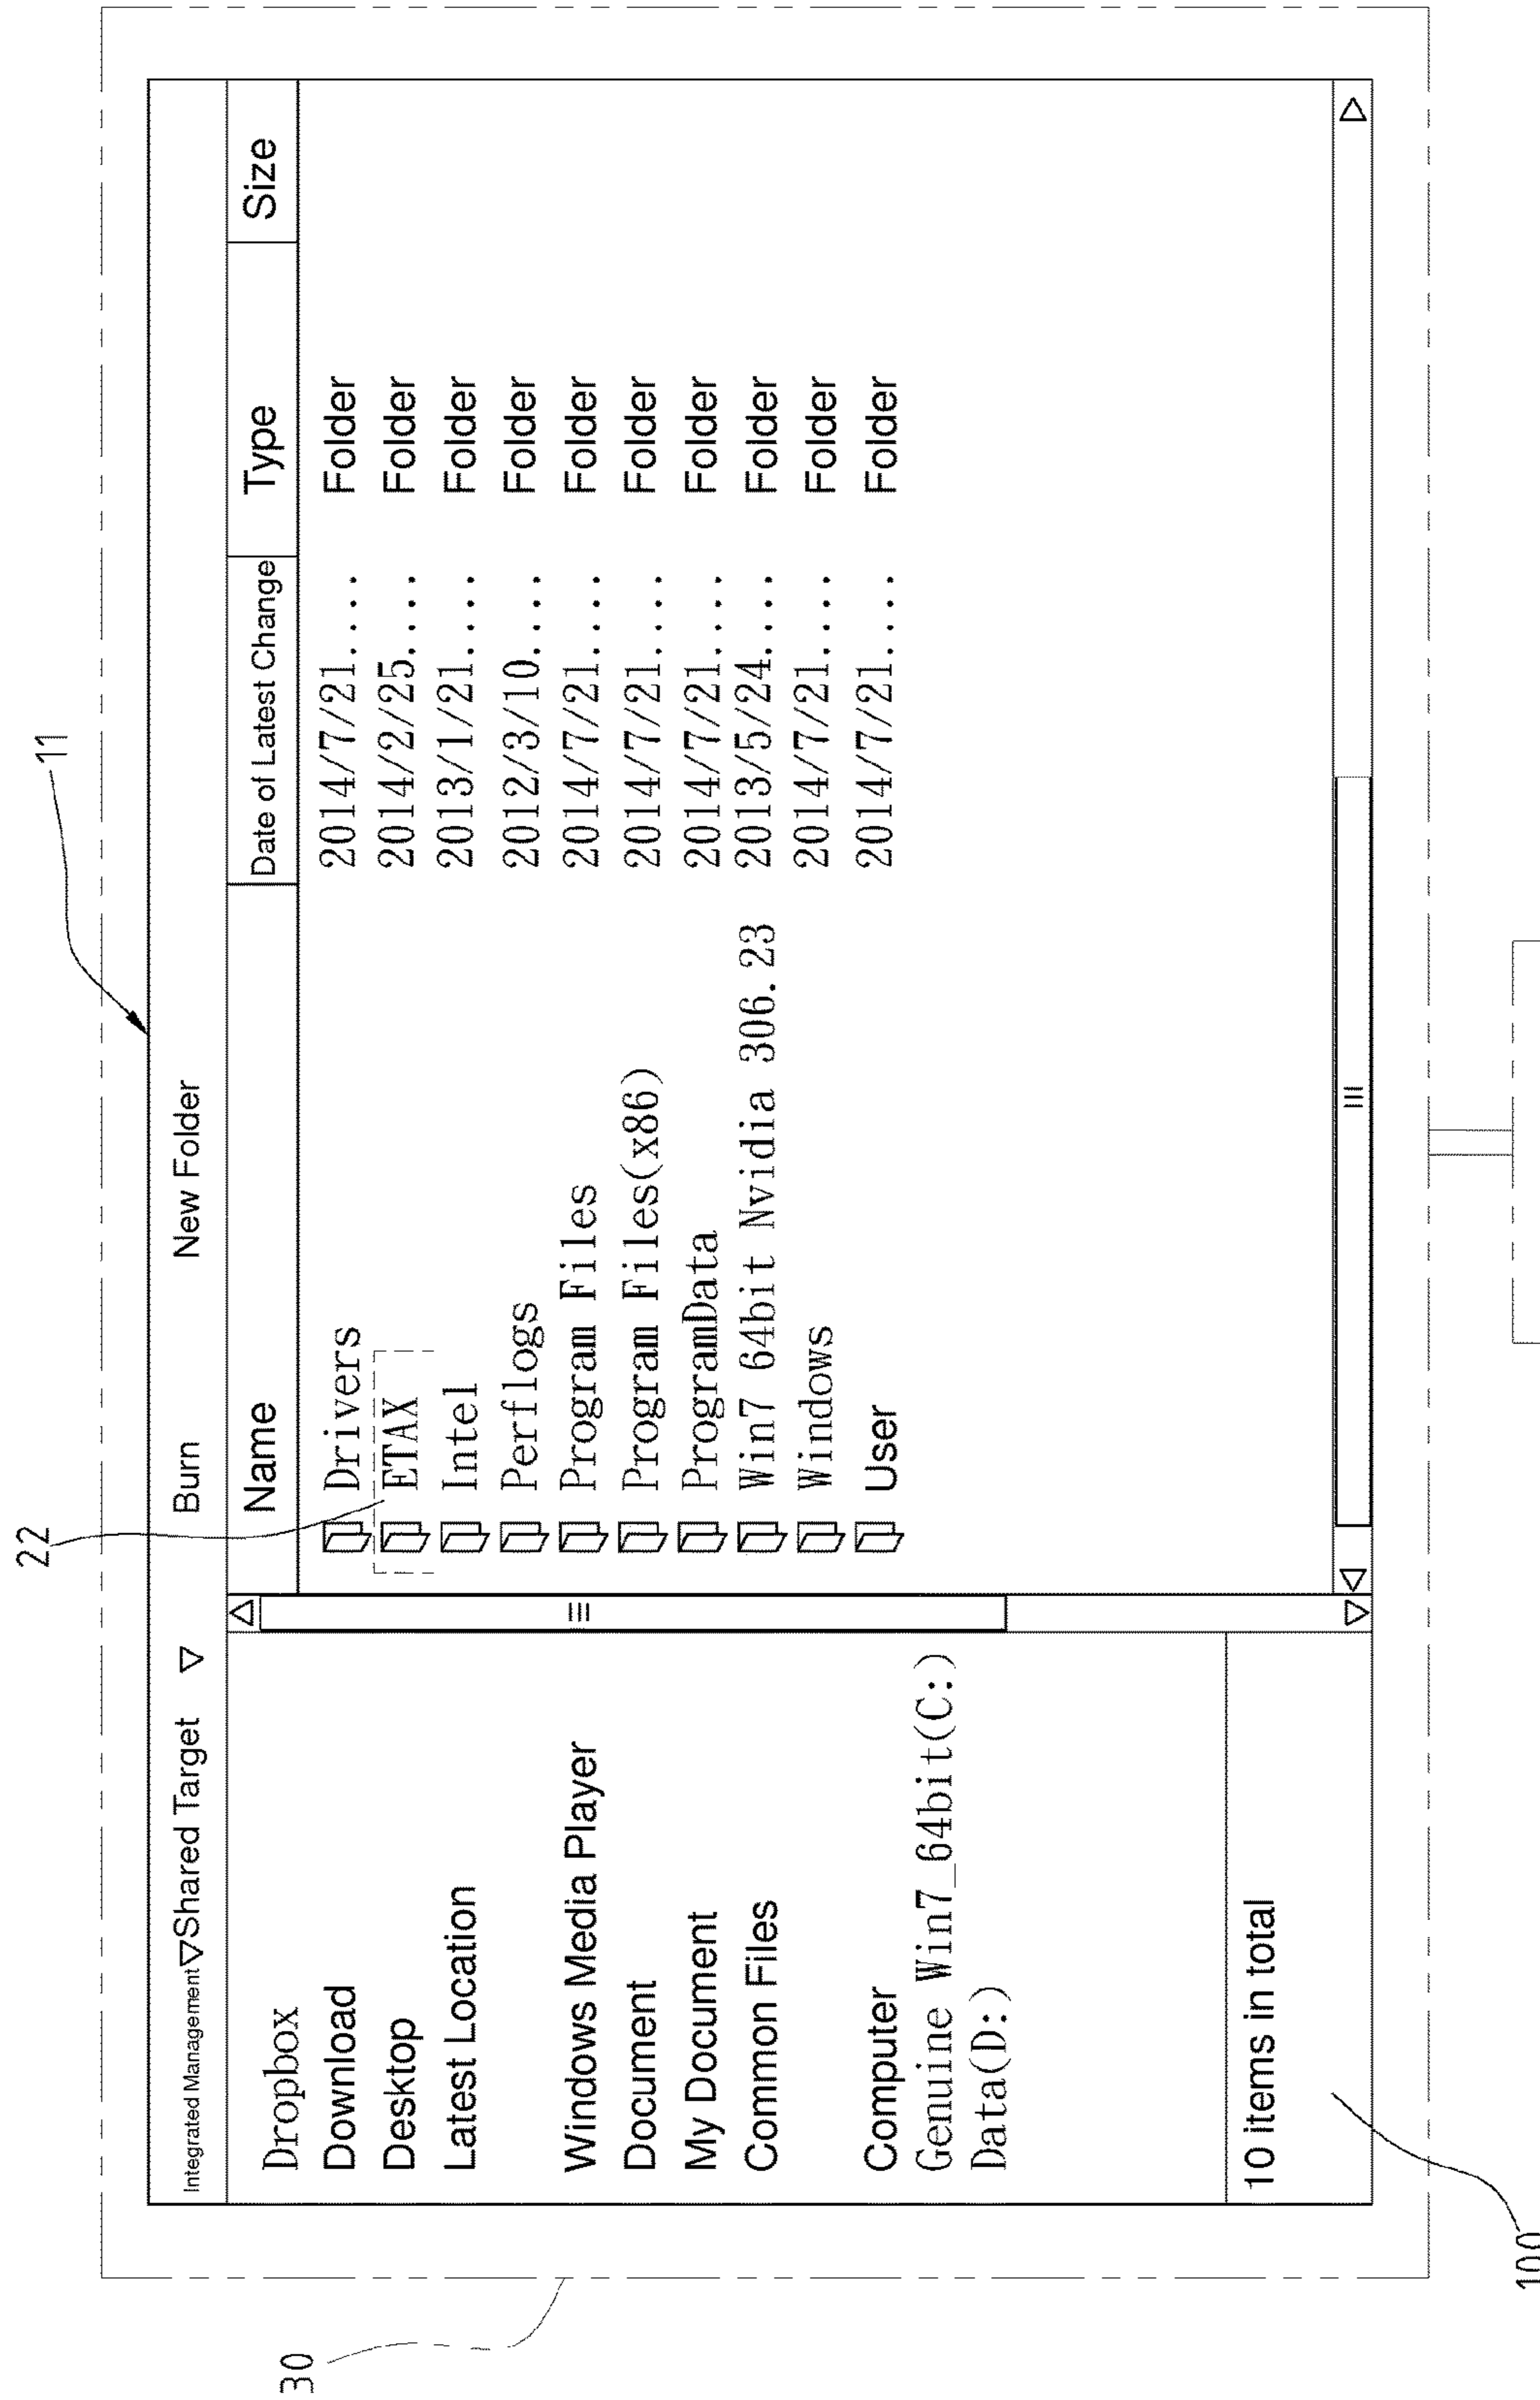 11
22
Integrated Management ▽ Shared Target ▽ Burn New Folder
Name Date of Latest Change Type Size
Dropbox
Download
Desktop
Latest Location
Windows Media Player
Document
My Document
Common Files
Computer
Genuine Win7_64bit(C:)
Data(D:)
Drivers 2014/7/21.... Folder
ETAX 2014/2/25.... Folder
Intel 2013/1/21.... Folder
Perflogs 2012/3/10.... Folder
Program Files 2014/7/21.... Folder
Program Files(x86) 2014/7/21.... Folder
ProgramData 2014/7/21.... Folder
Win7 64bit Nvidia 306.23 2013/5/24.... Folder
Windows 2014/7/21.... Folder
User 2014/7/21.... Folder
10 items in total
30
100